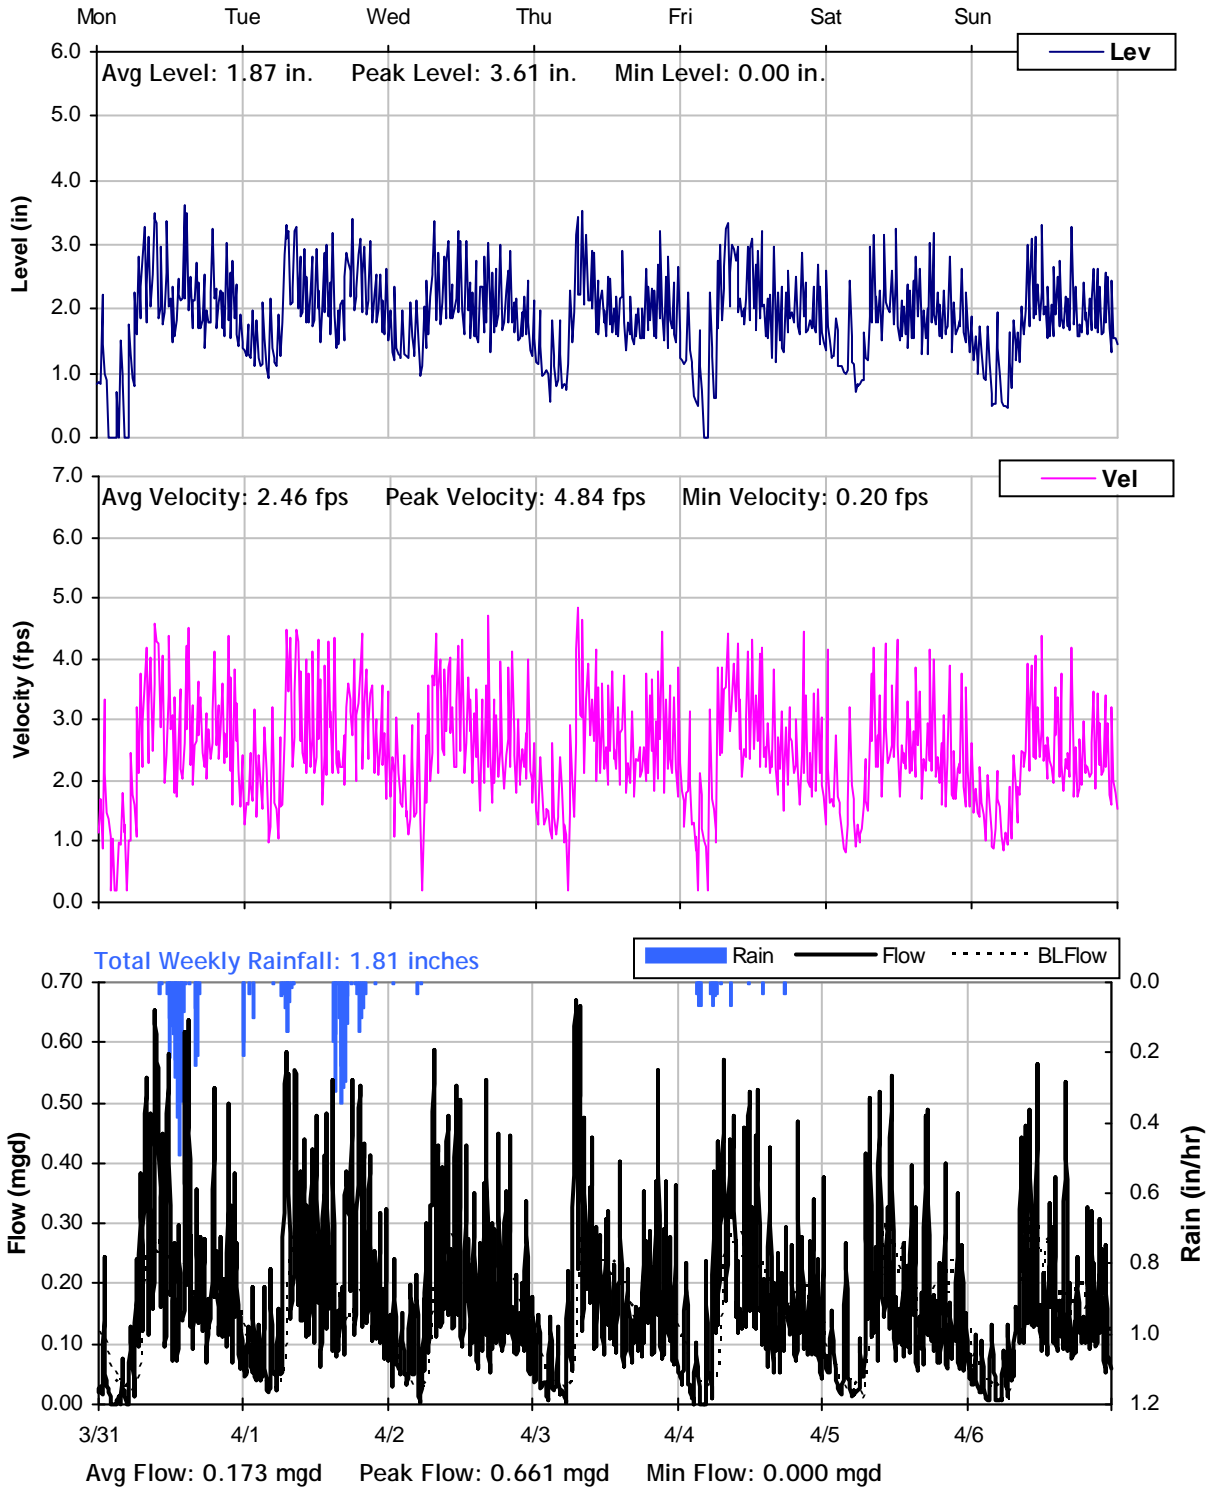 Mon Tue Wed Thu Fri Sat Sun
Lev
Avg Level: 1.87 in. Peak Level: 3.61 in. Min Level: 0.00 in.
6.0
5.0
4.0
3.0
2.0
1.0
0.0
Level (in)
Vel
Avg Velocity: 2.46 fps Peak Velocity: 4.84 fps Min Velocity: 0.20 fps
7.0
6.0
5.0
4.0
3.0
2.0
1.0
0.0
Velocity (fps)
Total Weekly Rainfall: 1.81 inches
Rain Flow BLFlow
0.70
0.60
0.50
0.40
0.30
0.20
0.10
0.00
Flow (mgd)
0.0
0.2
0.4
0.6
0.8
1.0
1.2
Rain (in/hr)
3/31 4/1 4/2 4/3 4/4 4/5 4/6
Avg Flow: 0.173 mgd Peak Flow: 0.661 mgd Min Flow: 0.000 mgd